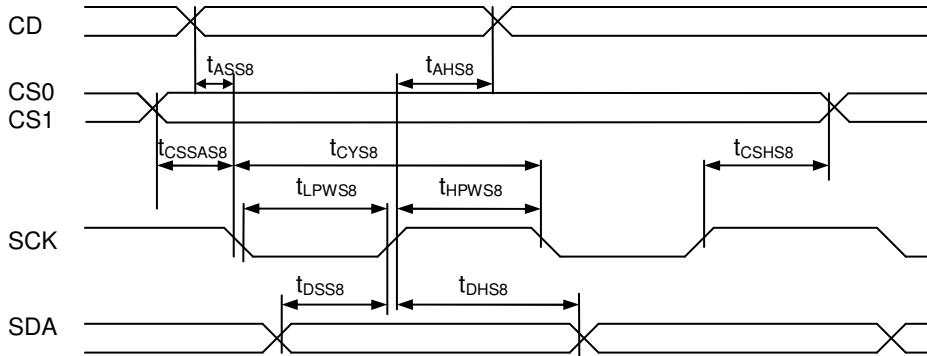 CD
tASS8 tAHS8
CS0
CS1
tCSSAS8 tCYS8 tCSHS8
tLPWS8 tHPWS8
SCK
tDSS8 tDHS8
SDA